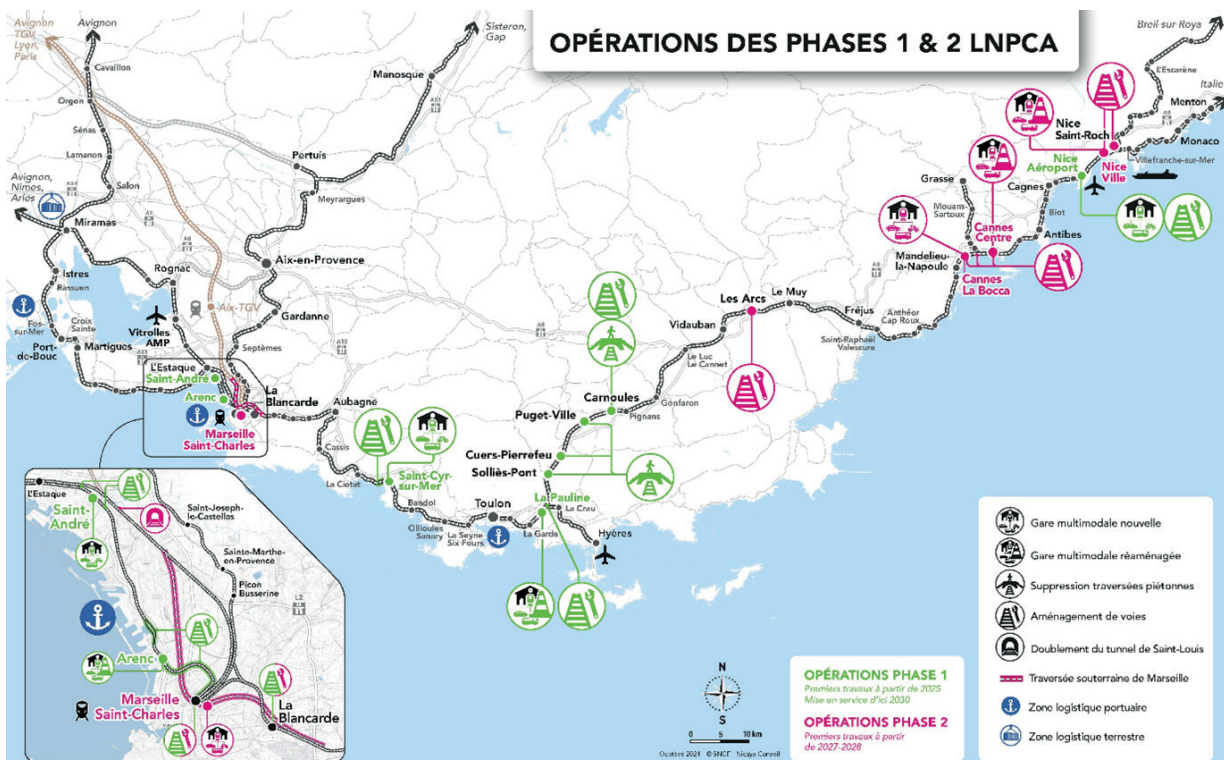 OPÉRATIONS DES PHASES 1 & 2 LNPCA
Avignon
TGV
Lyon,
Paris
Avignon
Cavaillon
Orgon
Sénas
Lamanon
Salon
Avignon,
Nîmes,
Arles
Miramas
Istres
Rassuen
Fos-
sur-Mer
Port-
de-Bouc
Croix
Sainte
Martigues
Rognac
Vitrolles
AMP
Aix-TGV
Sisteron,
Gap
Manosque
Pertuis
Meyrargues
Aix-en-Provence
Gardanne
Septèmes
L'Estaque
Saint-André
Arenc
La
Blancarde
Marseille
Saint-Charles
Aubagne
Cassis
La Ciotat
Saint-Cyr-
sur-Mer
Bandol
Ollioules
Sanary
La Seyne
Six Fours
Toulon
La Garde
La Pauline
La Crau
Hyères
Solliès-Pont
Cuers-Pierrefeu
Puget-Ville
Carnoules
Pignans
Gonfaron
Le Luc
Le Cannet
Vidauban
Les Arcs
Le Muy
Fréjus
Saint-Raphaël
Valescure
Anthéor
Cap Roux
Mandelieu-
la-Napoule
Cannes
La Bocca
Cannes
Centre
Grasse
Mouans-
Sartoux
Antibes
Biot
Cagnes
Nice
Aéroport
Nice
Saint-Roch
Nice
Ville
Villefranche-sur-Mer
Monaco
Menton
Italie
L'Escarène
Breil-sur-Roya
L'Estaque
Saint-
André
Saint-Joseph-
le-Castellas
Sainte-Marthe-
en-Provence
Picon
Busserine
Arenc
Marseille
Saint-Charles
La
Blancarde
N
S
0 5 10 km
Octobre 2024 © SNCF - Nicaya Conseil
OPÉRATIONS PHASE 1
Premiers travaux à partir de 2025
Mise en service d'ici 2030
OPÉRATIONS PHASE 2
Premiers travaux à partir
de 2027-2028
Gare multimodale nouvelle
Gare multimodale réaménagée
Suppression traversées piétonnes
Aménagement de voies
Doublement du tunnel de Saint-Louis
Traversée souterraine de Marseille
Zone logistique portuaire
Zone logistique terrestre